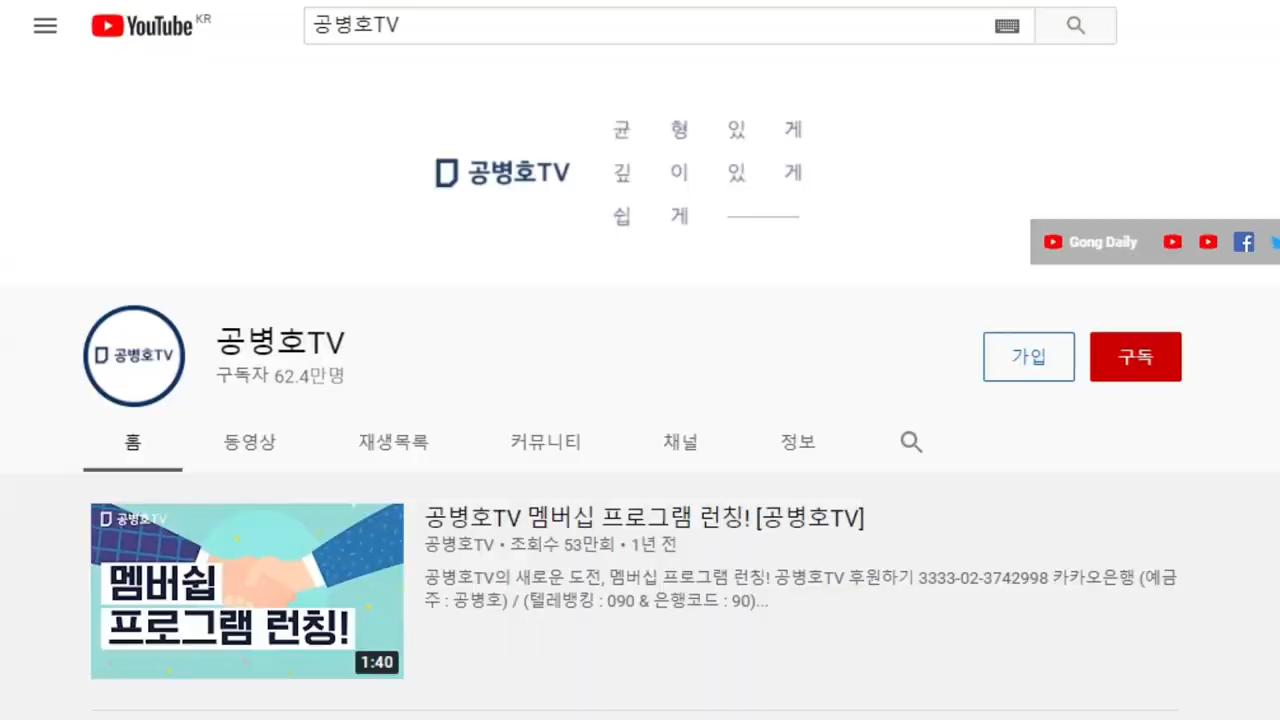 YouTube KR
공병호TV
균형있게
공병호TV
깊이있게
쉽게
Gong Daily
공병호TV
공병호TV
구독자 62.4만명
가입
구독
홈
동영상
재생목록
커뮤니티
채널
정보
공병호TV
멤버쉽
프로그램 런칭!
1:40
공병호TV 멤버십 프로그램 런칭! [공병호TV]
공병호TV • 조회수 53만회 • 1년 전
공병호TV의 새로운 도전, 멤버십 프로그램 런칭! 공병호TV 후원하기 3333-02-3742998 카카오은행 (예금
주 : 공병호) / (텔레뱅킹 : 090 & 은행코드 : 90)...